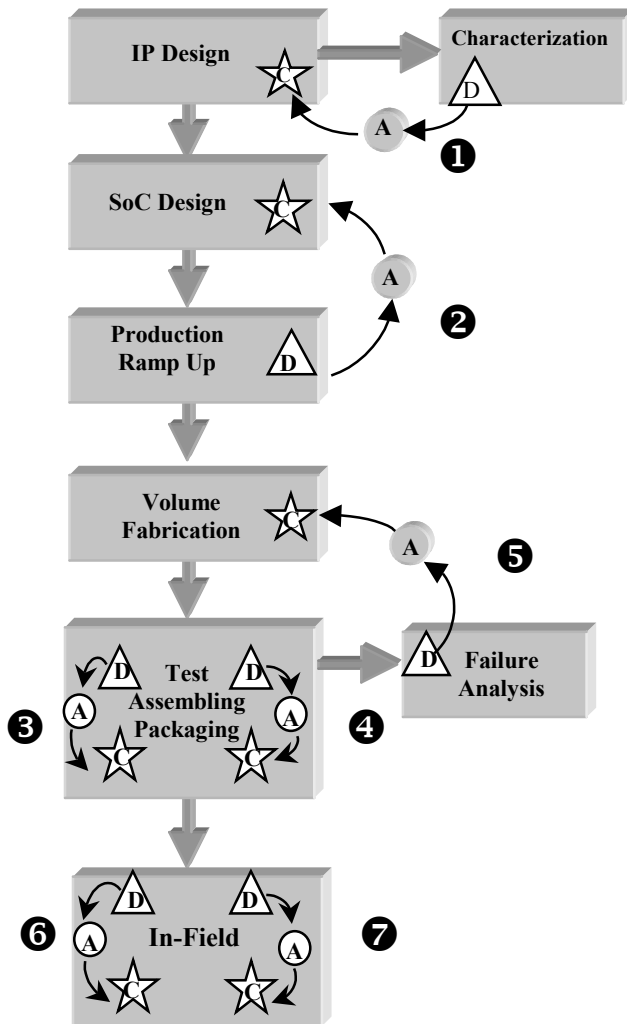 IP Design
C
Characterization
D
A
❶
SoC Design
C
A
❷
Production
Ramp Up
D
Volume
Fabrication
C
A
❺
D
D
Test
Assembling
Packaging
A
A
C
C
❸
❹
D
Failure
Analysis
D
D
In-Field
A
A
C
C
❻
❼